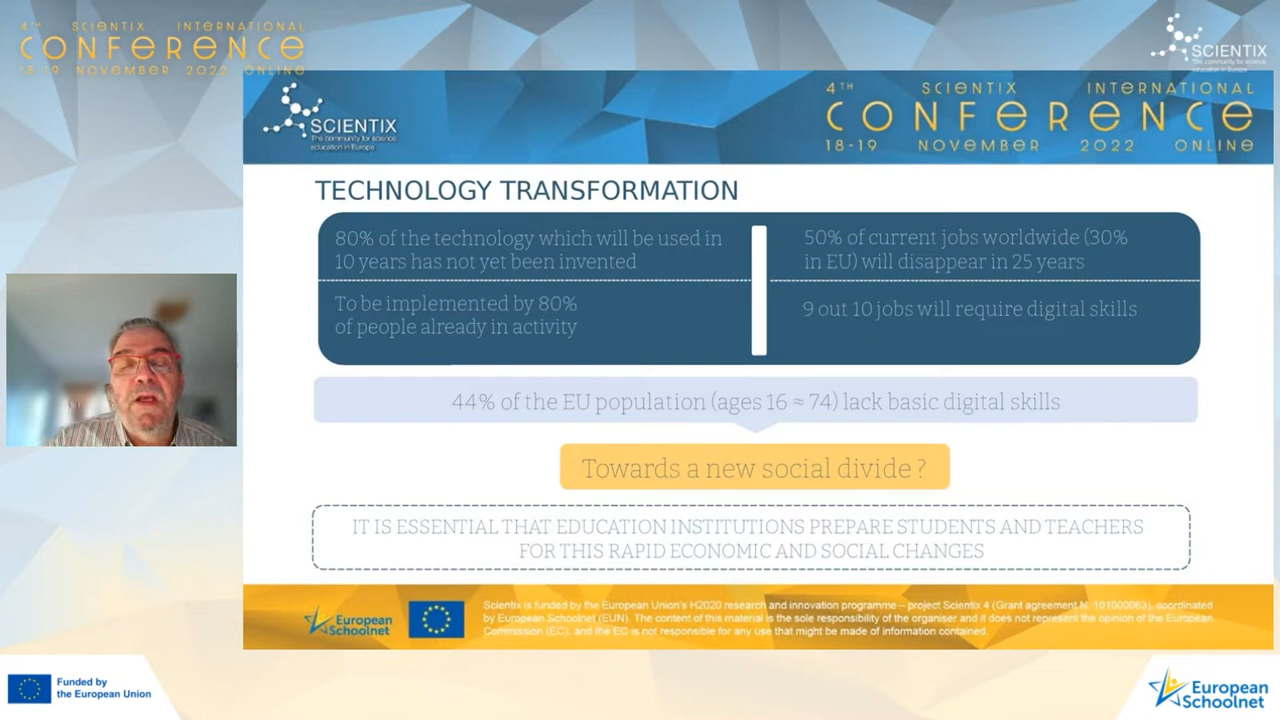 4TH SCIENTIX INTERNATIONAL
CONFERENCE
18-19 NOVEMBER 2022 ONLINE
SCIENTIX
The community for science
education in Europe
SCIENTIX
The community for science
education in Europe
4TH SCIENTIX INTERNATIONAL
CONFERENCE
18-19 NOVEMBER 2022 ONLINE
TECHNOLOGY TRANSFORMATION
80% of the technology which will be used in
10 years has not yet been invented
To be implemented by 80%
of people already in activity
50% of current jobs worldwide (30%
in EU) will disappear in 25 years
9 out 10 jobs will require digital skills
44% of the EU population (ages 16 ≈ 74) lack basic digital skills
Towards a new social divide ?
IT IS ESSENTIAL THAT EDUCATION INSTITUTIONS PREPARE STUDENTS AND TEACHERS
FOR THIS RAPID ECONOMIC AND SOCIAL CHANGES
European
Schoolnet
Scientix is funded by the European Union's H2020 research and innovation programme – project Scientix 4 (Grant agreement N. 101000063), coordinated
by European Schoolnet (EUN). The content of this material is the sole responsibility of the organiser and it does not represent the opinion of the European
Commission (EC), and the EC is not responsible for any use that might be made of information contained.
Funded by
the European Union
European
Schoolnet